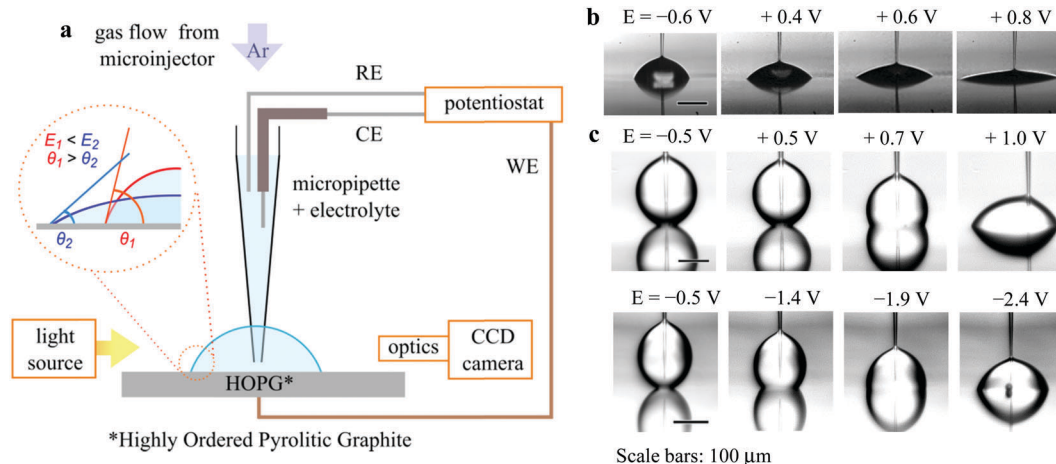 a
gas flow from
microinjector
Ar
RE
CE
potentiostat
WE
E1 < E2
θ1 > θ2
θ2
θ1
micropipette
+ electrolyte
light
source
optics
CCD
camera
HOPG*
*Highly Ordered Pyrolitic Graphite
b
E = −0.6 V
+ 0.4 V
+ 0.6 V
+ 0.8 V
c
E = −0.5 V
+ 0.5 V
+ 0.7 V
+ 1.0 V
E = −0.5 V
−1.4 V
−1.9 V
−2.4 V
Scale bars: 100 μm